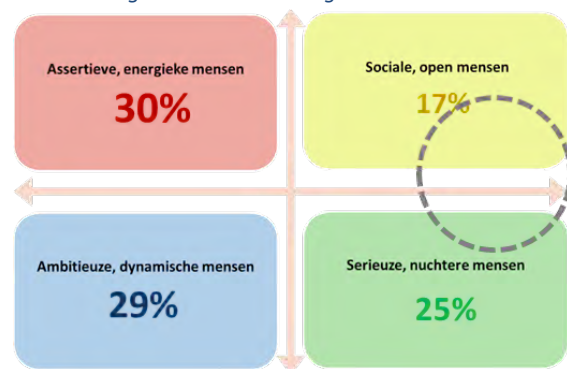 Assertieve, energieke mensen
30%
Sociale, open mensen
17%
Ambitieuze, dynamische mensen
29%
Serieuze, nuchtere mensen
25%